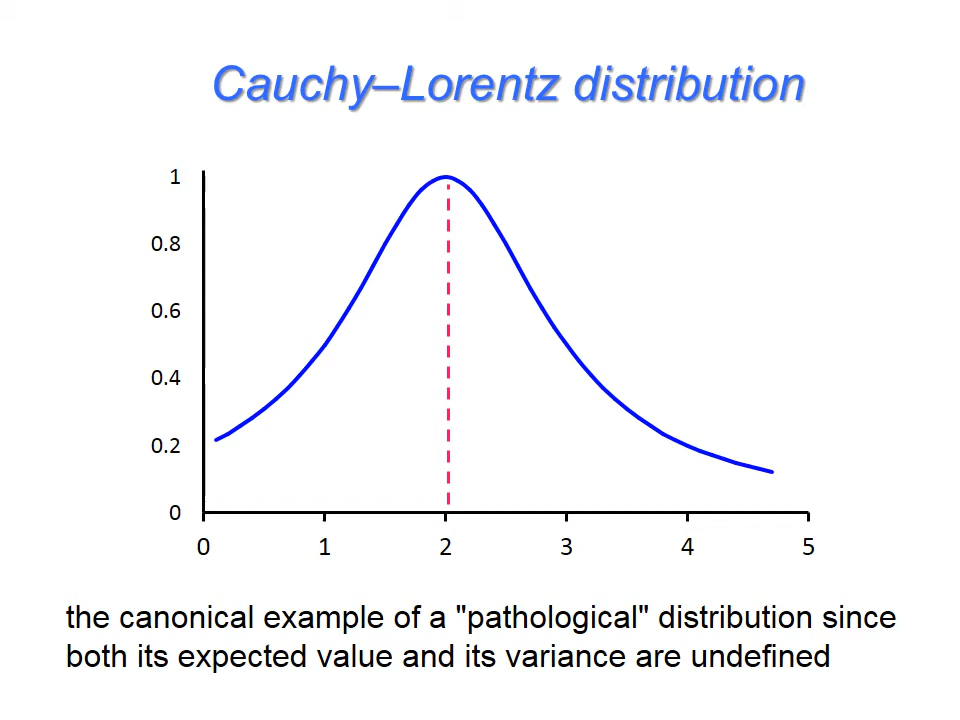 Cauchy–Lorentz distribution
1
0.8
0.6
0.4
0.2
0
0 1 2 3 4 5
the canonical example of a "pathological" distribution since
both its expected value and its variance are undefined